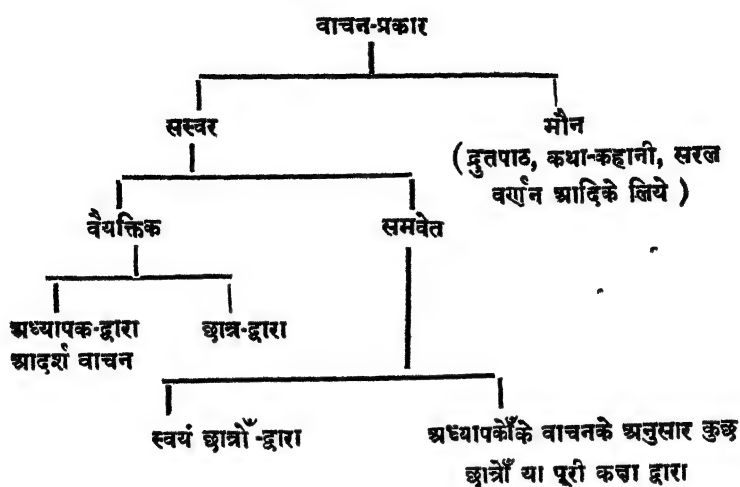 वाचन-प्रकार
सस्वर
मौन
(द्रुतपाठ, कथा-कहानी, सरल
वर्णन आदिके लिये)
वैयक्तिक
समवेत
अध्यापक-द्वारा
आदर्श वाचन
छात्र-द्वारा
स्वयं छात्रोँ-द्वारा
अध्यापकोँके वाचनके अनुसार कुछ
छात्रोँ या पूरी कक्षा द्वारा